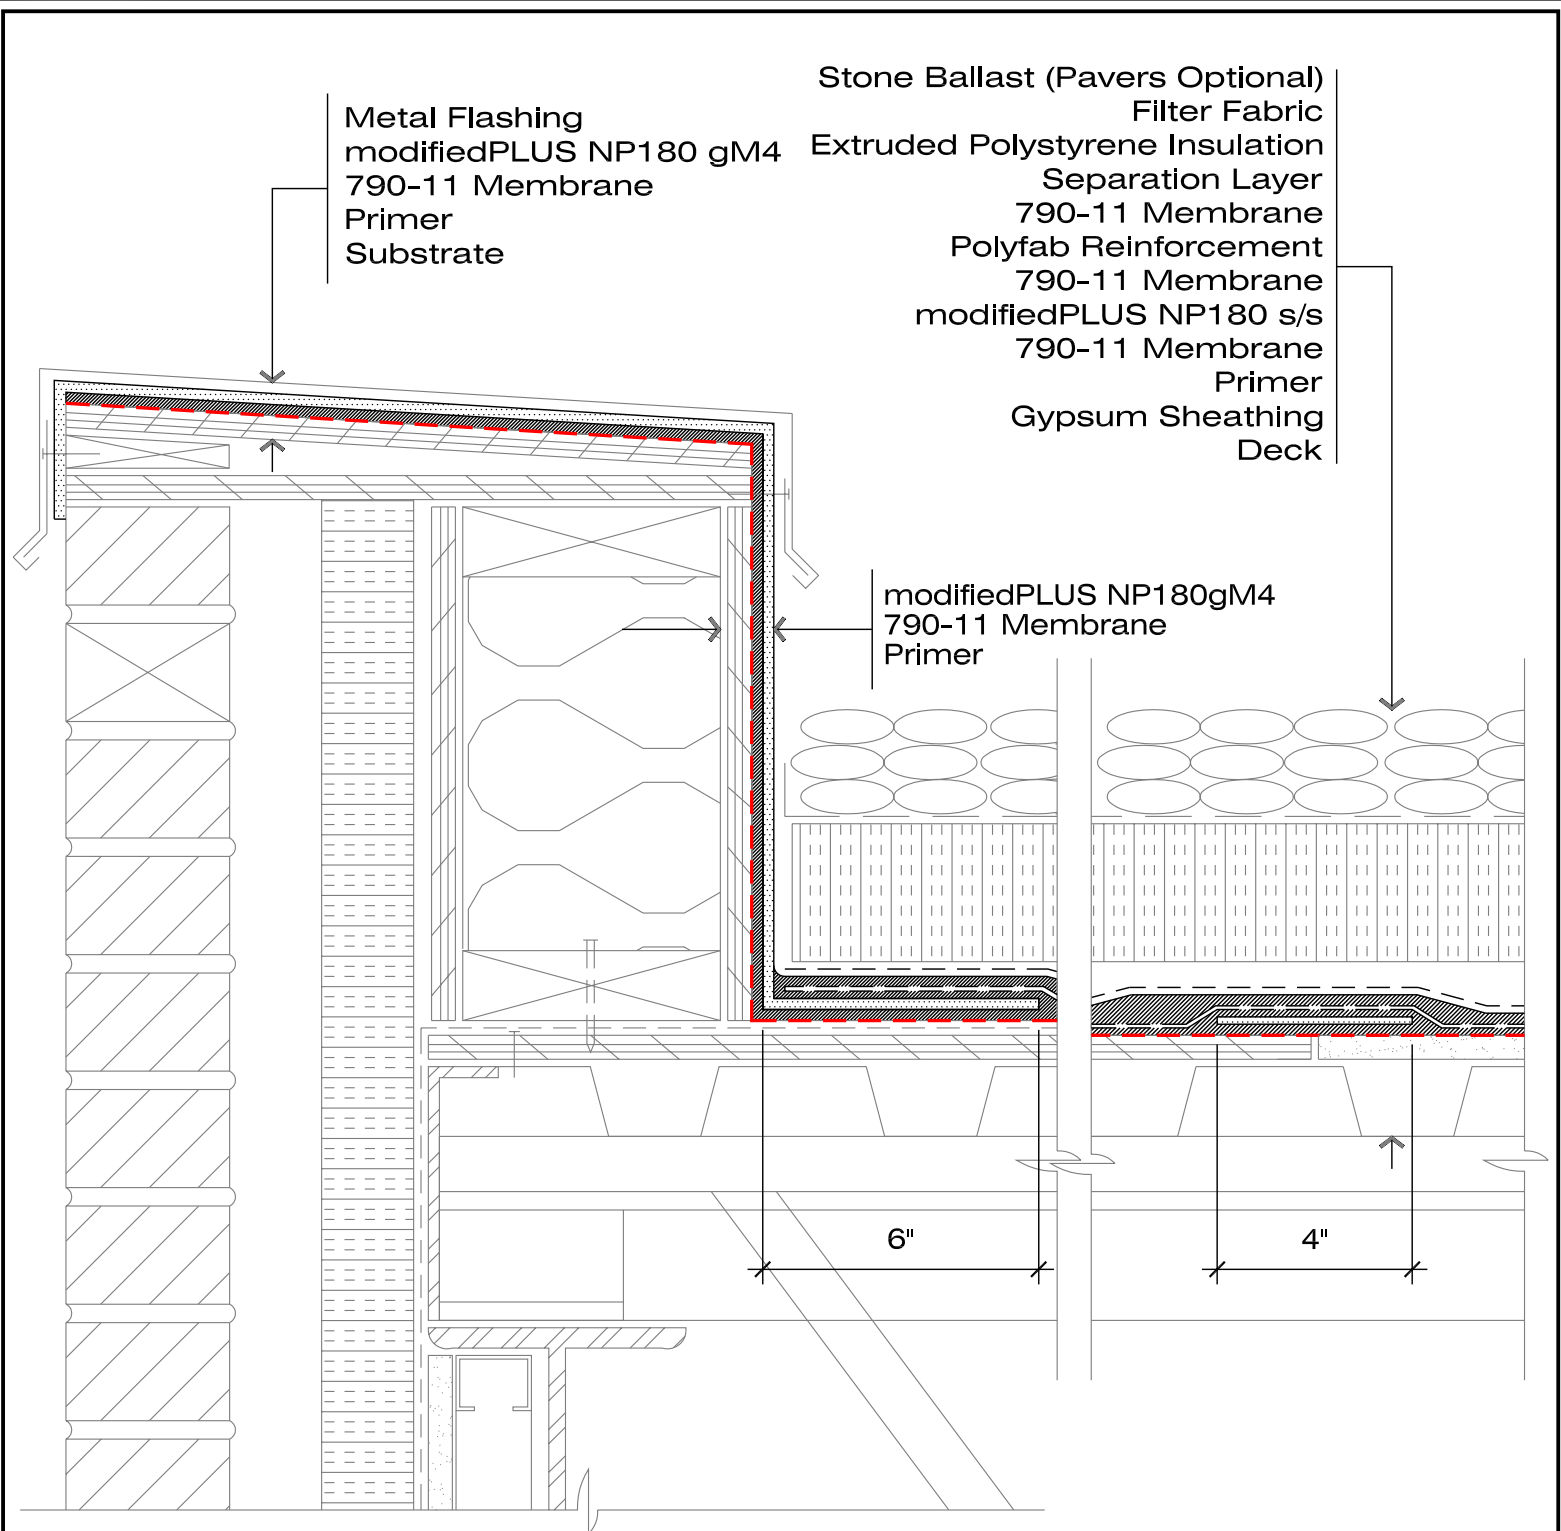 Metal Flashing
modifiedPLUS NP180 gM4
790-11 Membrane
Primer
Substrate
Stone Ballast (Pavers Optional)
Filter Fabric
Extruded Polystyrene Insulation
Separation Layer
790-11 Membrane
Polyfab Reinforcement
790-11 Membrane
modifiedPLUS NP180 s/s
790-11 Membrane
Primer
Gypsum Sheathing
Deck
modifiedPLUS NP180gM4
790-11 Membrane
Primer
6"
4"